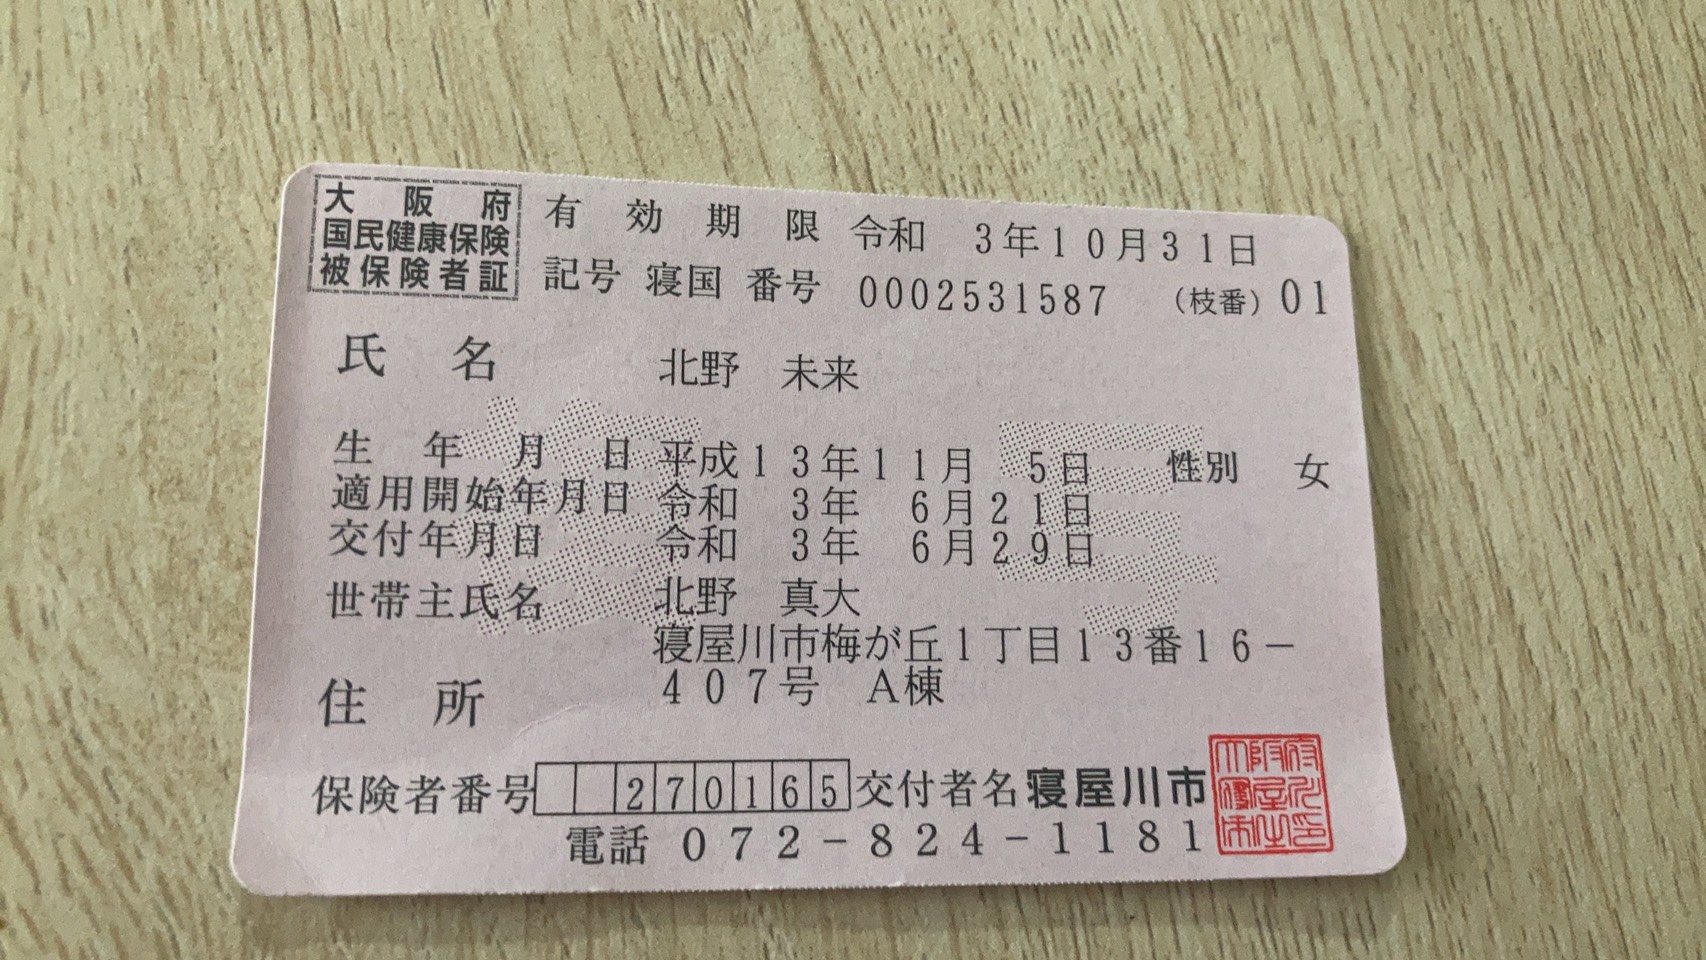 大阪府
国民健康保険
被保険者証
有効期限 令和 3年10月31日
記号 寝国 番号 0002531587 (枝番) 01
氏名 北野 未来
生年月日 平成13年11月 5日 性別 女
適用開始年月日 令和 3年 6月21日
交付年月日 令和 3年 6月29日
世帯主氏名 北野 真大
寝屋川市梅が丘1丁目13番16－
住所 407号 A棟
保険者番号 270165 交付者名 寝屋川市
電話 072－824－1181